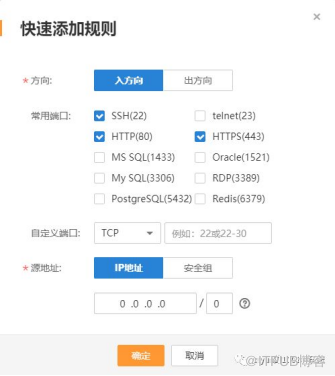 快速添加规则
* 方向: 入方向 出方向
常用端口: SSH(22) telnet(23)
HTTP(80) HTTPS(443)
MS SQL(1433) Oracle(1521)
My SQL(3306) RDP(3389)
PostgreSQL(5432) Redis(6379)
自定义端口: TCP 例如: 22或22-30
* 源地址: IP地址 安全组
0 .0 .0 .0 / 0
确定 取消